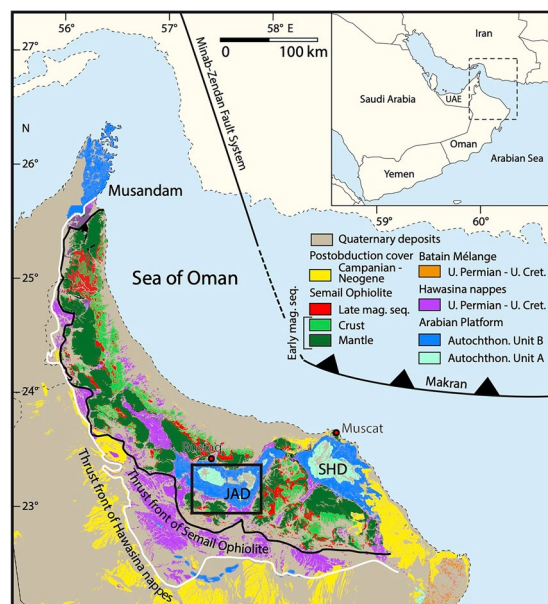 56°
57°
58° E
0
100 km
27°
Minab-Zendan Fault System
N
26°
Musandam
Iran
Saudi Arabia
UAE
Oman
Arabian Sea
Yemen
59°
60°
Sea of Oman
25°
Quaternary deposits
Postobduction cover
Campanian -
Neogene
Semail Ophiolite
Late mag. seq.
Early mag. seq.
Crust
Mantle
Batain Mélange
U. Permian - U. Cret.
Hawasina nappes
U. Permian - U. Cret.
Arabian Platform
Autochthon. Unit B
Autochthon. Unit A
Makran
24°
Muscat
SHD
JAD
23°
Thrust front of Semail Ophiolite
Thrust front of Hawasina nappes